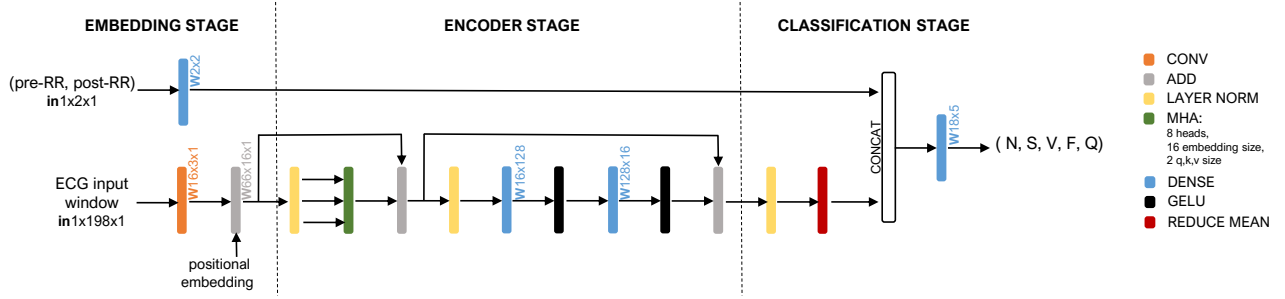 EMBEDDING STAGE
ENCODER STAGE
CLASSIFICATION STAGE
(pre-RR, post-RR)
in1x2x1
W2x2
ECG input
window
in1x198x1
W16x3x1
W66x16x1
positional
embedding
W16x128
W128x16
CONCAT
W18x5
( N, S, V, F, Q)
CONV
ADD
LAYER NORM
MHA:
8 heads,
16 embedding size,
2 q,k,v size
DENSE
GELU
REDUCE MEAN